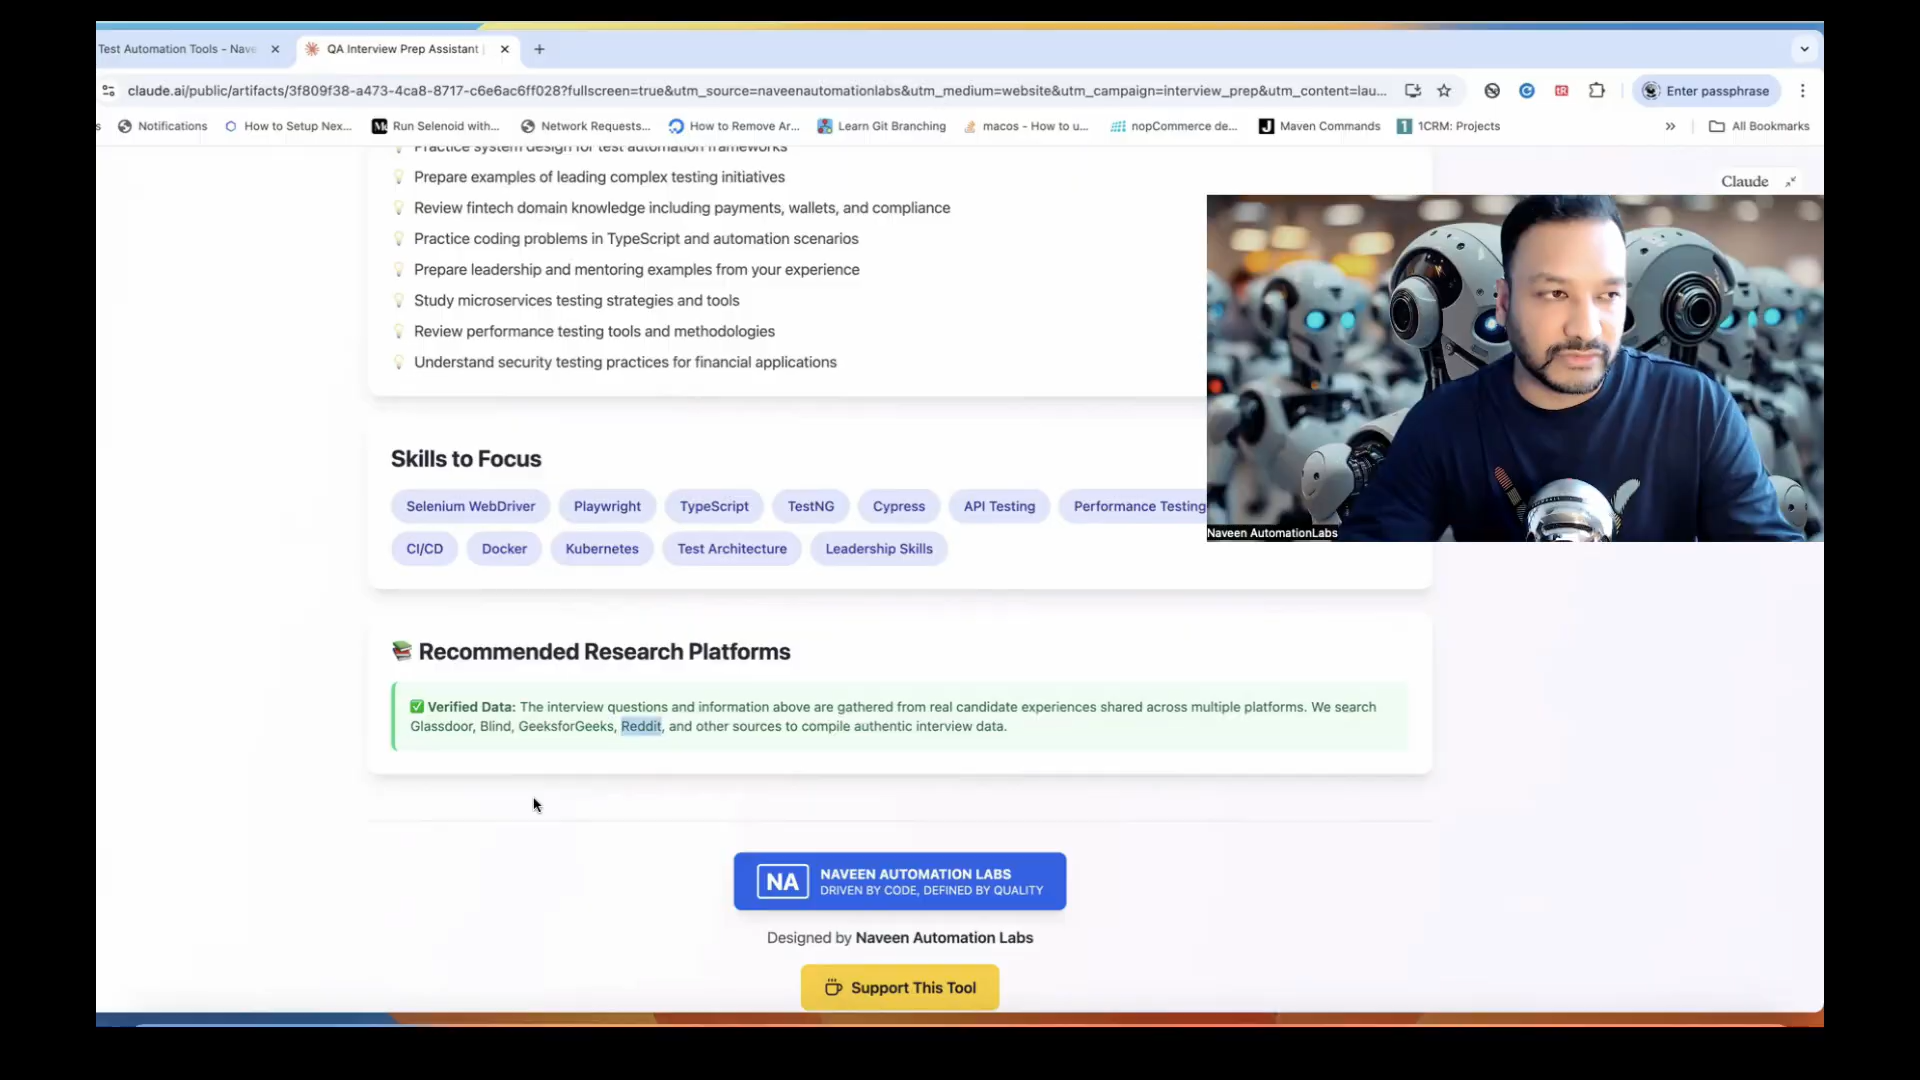 Test Automation Tools - Nave
QA Interview Prep Assistant |
claude.ai/public/artifacts/3f809f38-a473-4ca8-8717-c6e6ac6ff028?fullscreen=true&utm_source=naveenautomationlabs&utm_medium=website&utm_campaign=interview_prep&utm_content=lau...
Enter passphrase
s Notifications How to Setup Nex... Run Selenoid with... Network Requests... How to Remove Ar... Learn Git Branching macos - How to u... nopCommerce de... Maven Commands 1CRM: Projects » All Bookmarks
Practice system design for test automation frameworks
Claude
Prepare examples of leading complex testing initiatives
Review fintech domain knowledge including payments, wallets, and compliance
Practice coding problems in TypeScript and automation scenarios
Prepare leadership and mentoring examples from your experience
Study microservices testing strategies and tools
Review performance testing tools and methodologies
Understand security testing practices for financial applications
Skills to Focus
Selenium WebDriver Playwright TypeScript TestNG Cypress API Testing Performance Testing
Naveen AutomationLabs
CI/CD Docker Kubernetes Test Architecture Leadership Skills
Recommended Research Platforms
Verified Data: The interview questions and information above are gathered from real candidate experiences shared across multiple platforms. We search
Glassdoor, Blind, GeeksforGeeks, Reddit, and other sources to compile authentic interview data.
NA NAVEEN AUTOMATION LABS
DRIVEN BY CODE, DEFINED BY QUALITY
Designed by Naveen Automation Labs
Support This Tool